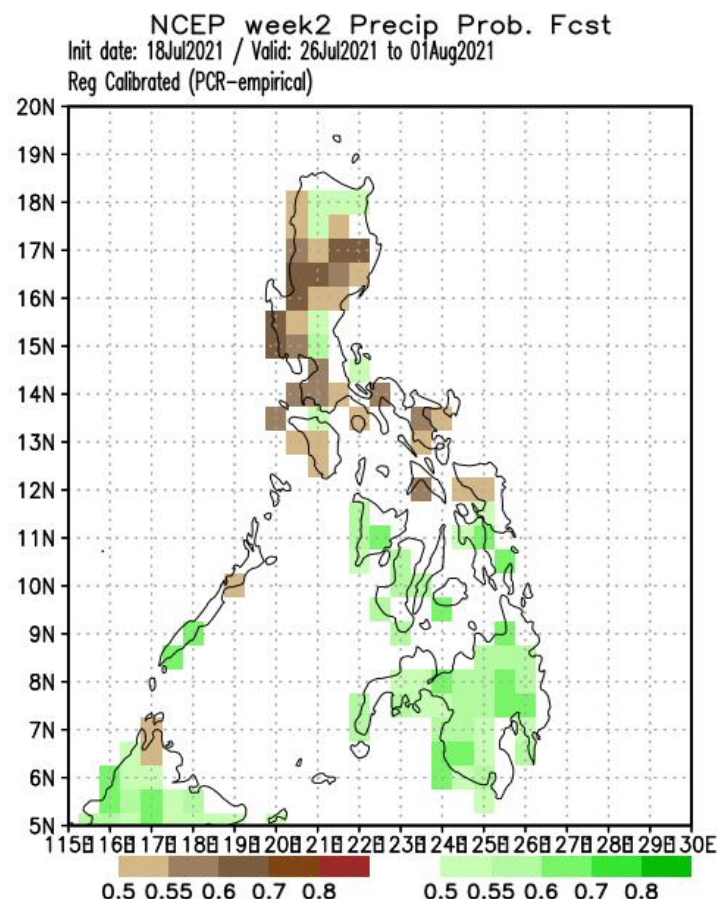 NCEP week2 Precip Prob. Fcst
Init date: 18Jul2021 / Valid: 26Jul2021 to 01Aug2021
Reg Calibrated (PCR-empirical)
20N
19N
18N
17N
16N
15N
14N
13N
12N
11N
10N
9N
8N
7N
6N
5N
115E 116E 117E 118E 119E 120E 121E 122E 123E 124E 125E 126E 127E 128E 129E 130E
0.5 0.55 0.6 0.7 0.8 0.5 0.55 0.6 0.7 0.8